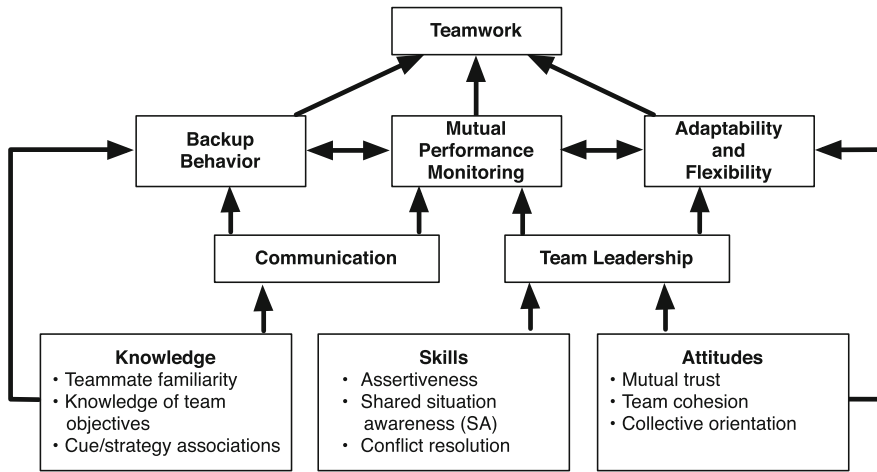 Teamwork
Backup
Behavior
Mutual
Performance
Monitoring
Adaptability
and
Flexibility
Communication
Team Leadership
Knowledge
• Teammate familiarity
• Knowledge of team
objectives
• Cue/strategy associations
Skills
• Assertiveness
• Shared situation
awareness (SA)
• Conflict resolution
Attitudes
• Mutual trust
• Team cohesion
• Collective orientation